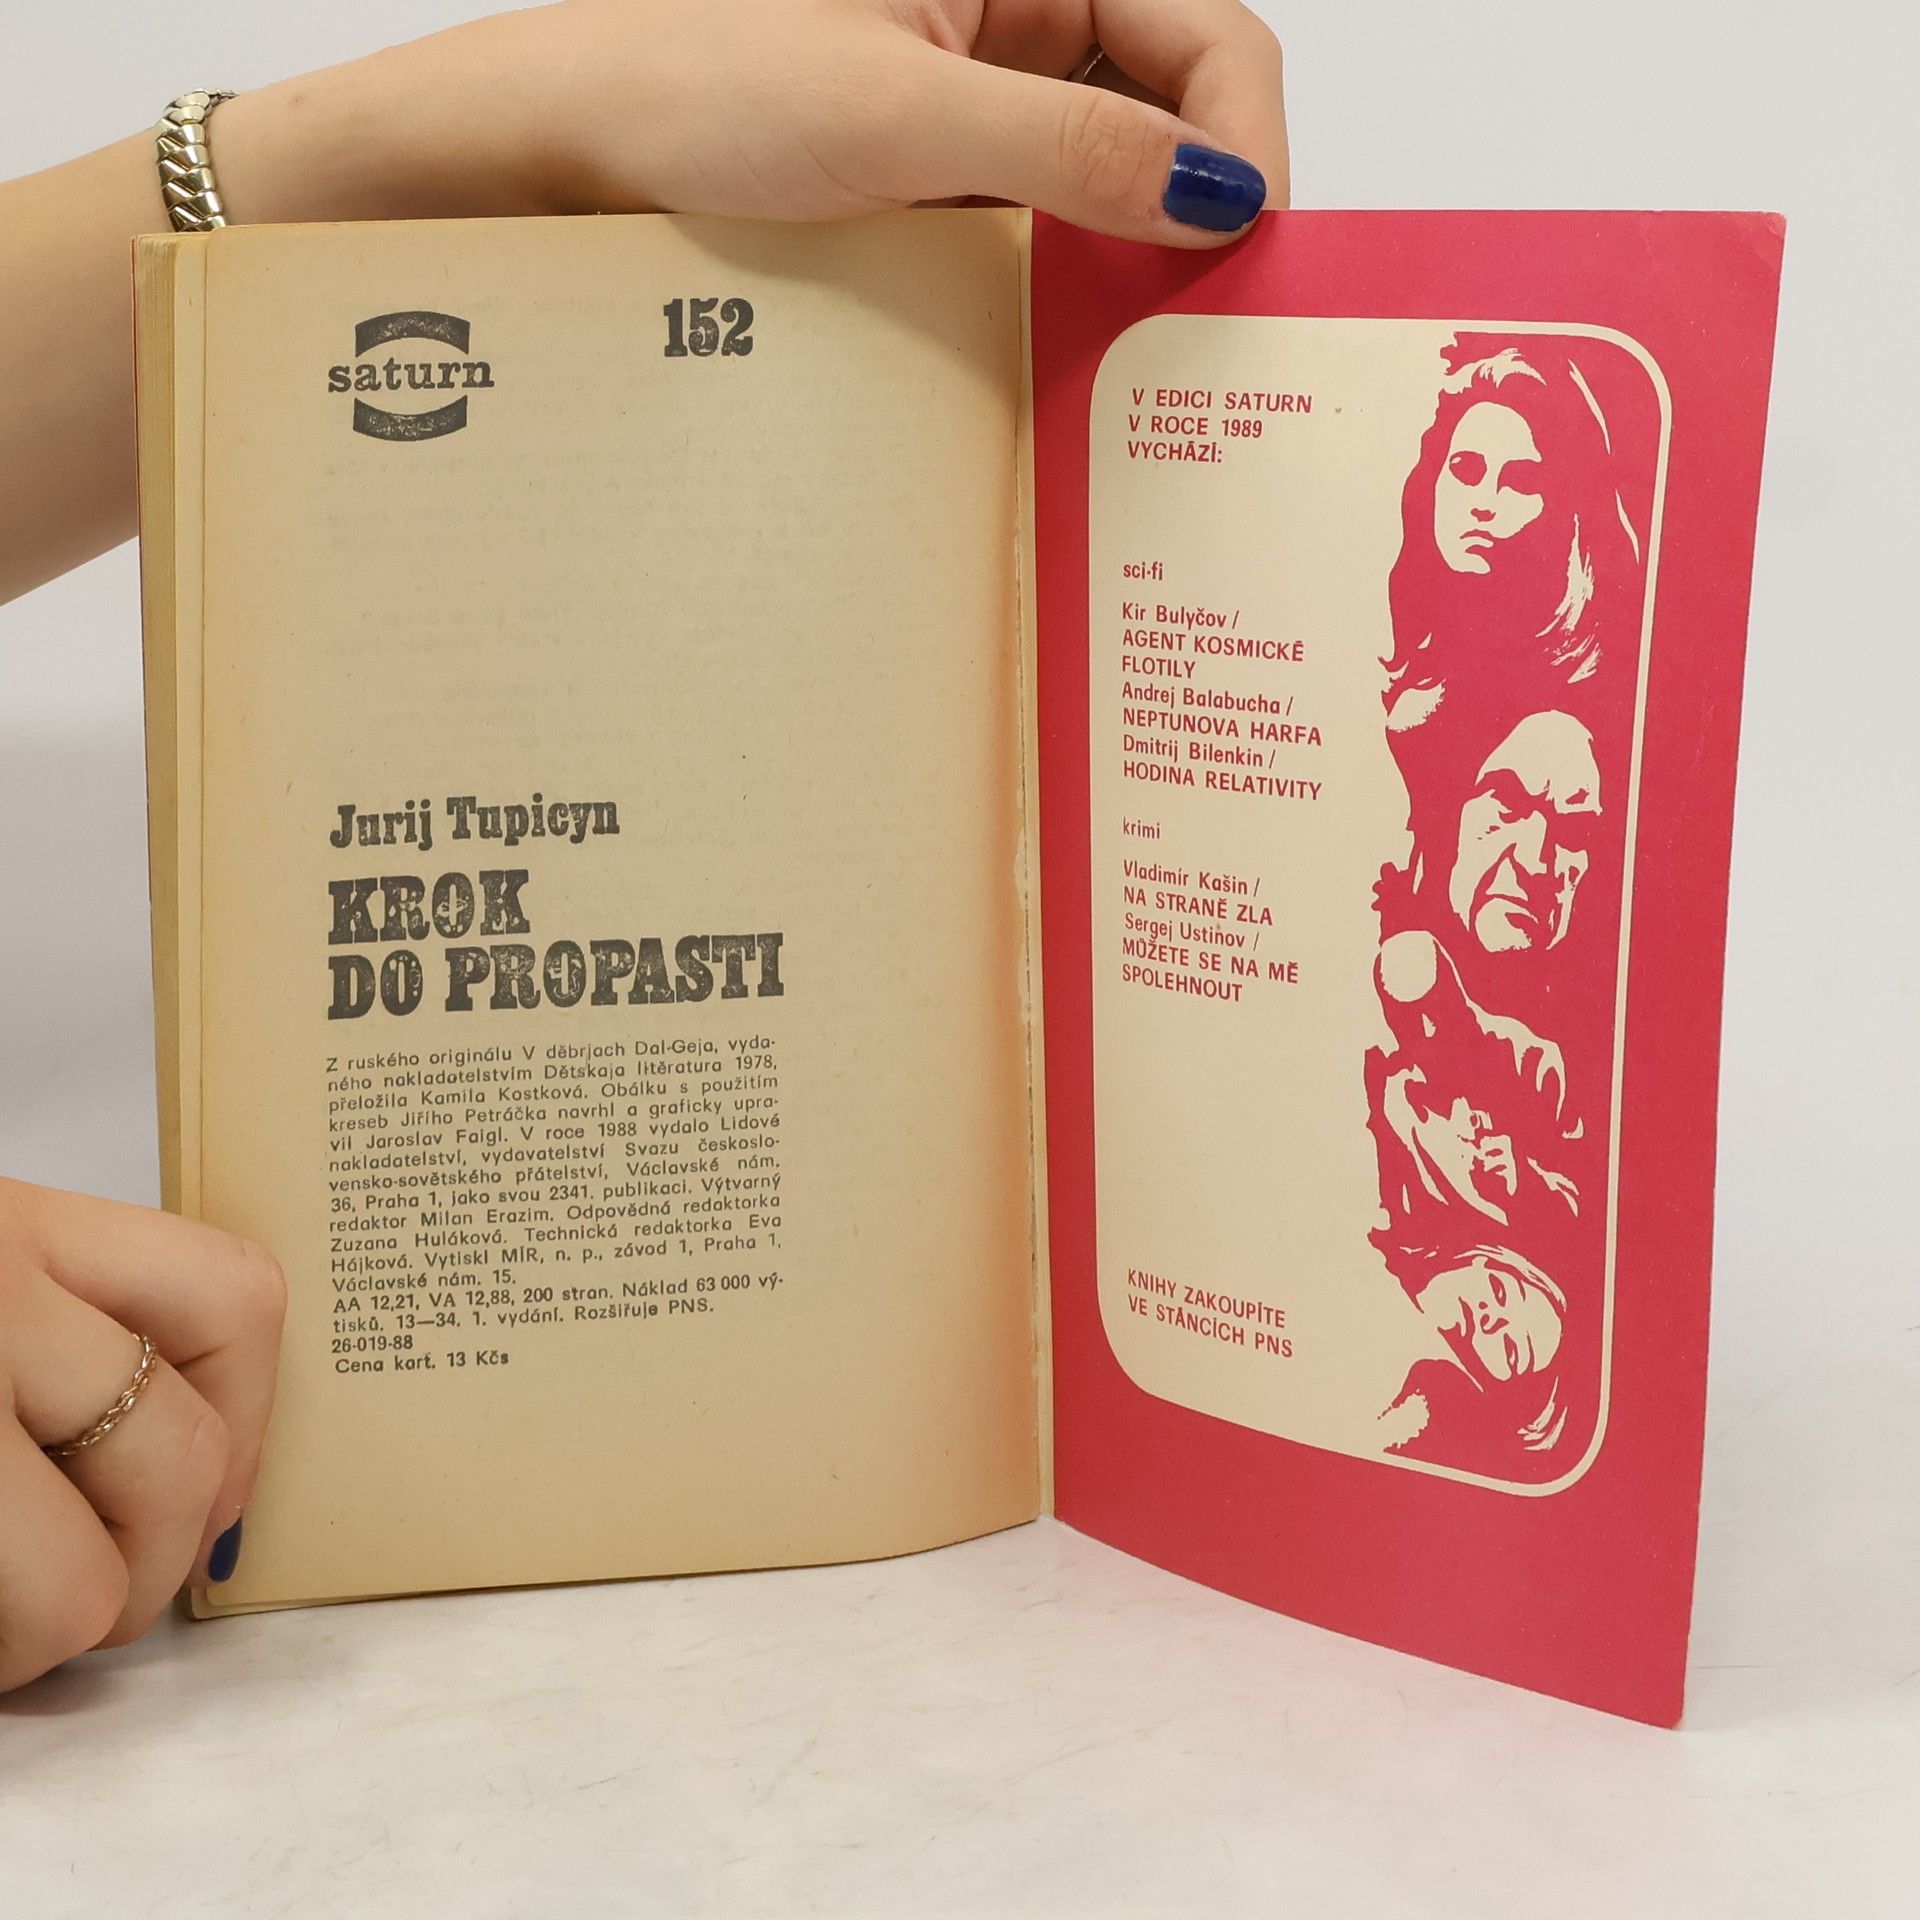 saturn
152
Jurij Tupicyn
KROK
DO PROPASTI
Z ruského originálu V děbrjach Dal-Geja, vyda-
ného nakladatelstvím Dětskaja litěratura 1978,
přeložila Kamila Kostková. Obálku s použitím
kreseb Jiřího Petráčka navrhl a graficky upra-
vil Jaroslav Faigl. V roce 1988 vydalo Lidové
nakladatelství, vydavatelství Svazu českoslo-
vensko-sovětského přátelství, Václavské nám.
36, Praha 1, jako svou 2341. publikaci. Výtvarný
redaktor Milan Erazim. Odpovědná redaktorka
Zuzana Huláková. Technická redaktorka Eva
Hájková. Vytiskl MÍR, n. p., závod 1, Praha 1,
Václavské nám. 15.
AA 12,21, VA 12,88, 200 stran. Náklad 63 000 vý-
tisků. 13—34. 1. vydání. Rozšiřuje PNS.
26-019-88
Cena kart. 13 Kčs
V EDICI SATURN
V ROCE 1989
VYCHÁZÍ:
sci-fi
Kir Bulyčov /
AGENT KOSMICKÉ
FLOTILY
Andrej Balabucha /
NEPTUNOVA HARFA
Dmitrij Bilenkin /
HODINA RELATIVITY
krimi
Vladimír Kašin /
NA STRANĚ ZLA
Sergej Ustinov /
MŮŽETE SE NA MĚ
SPOLEHNOUT
KNIHY ZAKOUPÍTE
VE STÁNCÍCH PNS